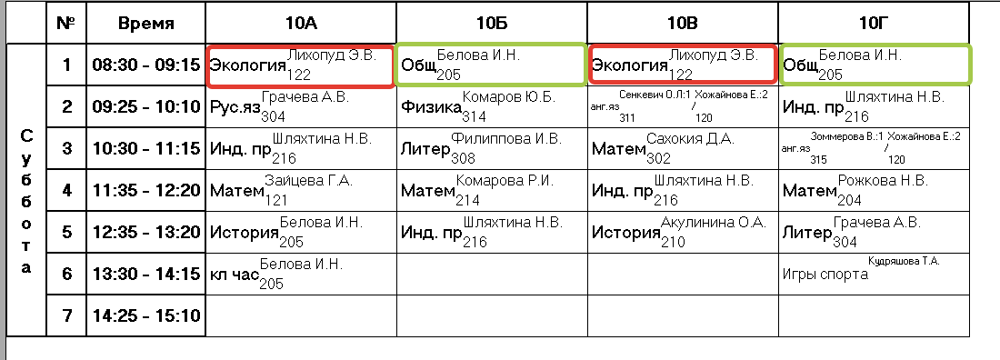 № Время 10А 10Б 10В 10Г
Суббота
1 08:30 - 09:15 Экология Лихопуд Э.В. 122 Общ Белова И.Н. 205 Экология Лихопуд Э.В. 122 Общ Белова И.Н. 205
2 09:25 - 10:10 Рус.яз Грачева А.В. 304 Физика Комаров Ю.Б. 314 анг.яз Сенкевич О.Л:1 311 / Хожайнова Е.:2 120 Инд. пр Шляхтина Н.В. 216
3 10:30 - 11:15 Инд. пр Шляхтина Н.В. 216 Литер Филиппова И.В. 308 Матем Сахокия Д.А. 302 анг.яз Зоммерова В.:1 315 / Хожайнова Е.:2 120
4 11:35 - 12:20 Матем Зайцева Г.А. 121 Матем Комарова Р.И. 214 Инд. пр Шляхтина Н.В. 216 Матем Рожкова Н.В. 204
5 12:35 - 13:20 История Белова И.Н. 205 Инд. пр Шляхтина Н.В. 216 История Акулинина О.А. 210 Литер Грачева А.В. 304
6 13:30 - 14:15 кл час Белова И.Н. 205 Игры спорта Кудряшова Т.А.
7 14:25 - 15:10